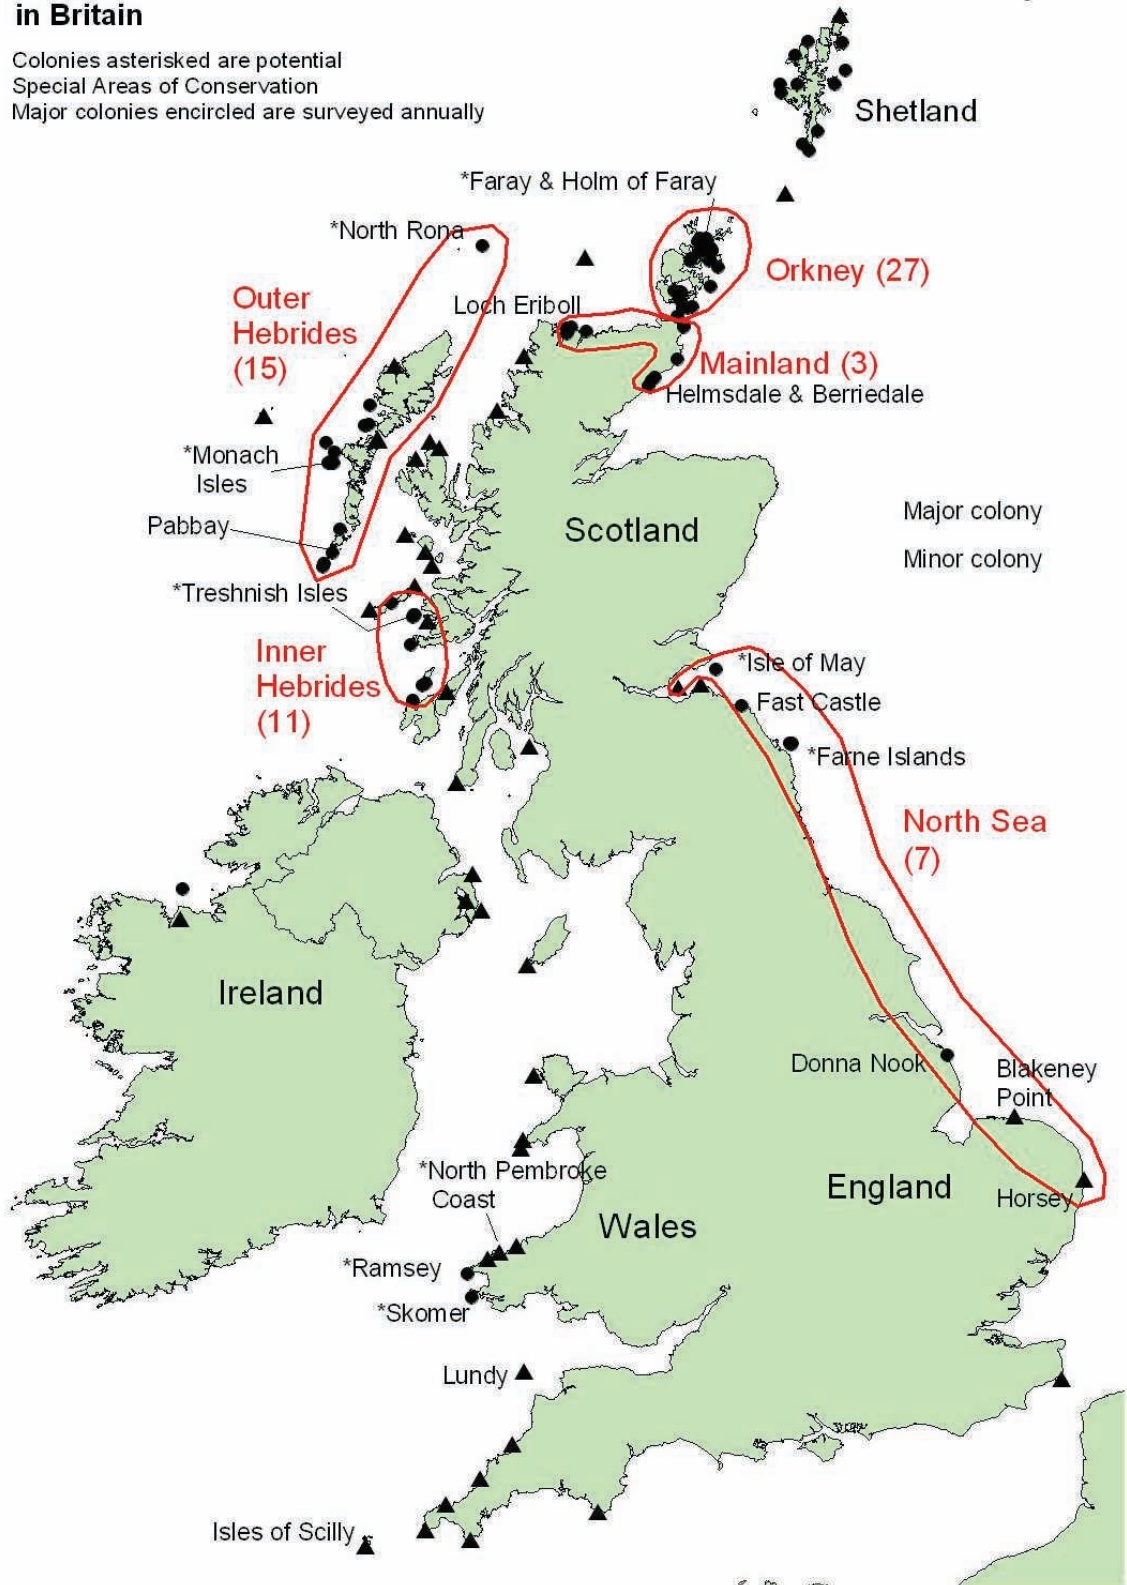 in Britain
Colonies asterisked are potential
Special Areas of Conservation
Major colonies encircled are surveyed annually
Shetland
*Faray & Holm of Faray
*North Rona
Orkney (27)
Outer
Hebrides
(15)
Loch Eriboll
Mainland (3)
Helmsdale & Berriedale
*Monach
Isles
Major colony
Pabbay
Scotland
Minor colony
*Treshnish Isles
Inner
Hebrides
(11)
*Isle of May
Fast Castle
*Farne Islands
North Sea
(7)
Ireland
Donna Nook
Blakeney
Point
*North Pembroke
Coast
England
Horsey
Wales
*Ramsey
*Skomer
Lundy
Isles of Scilly